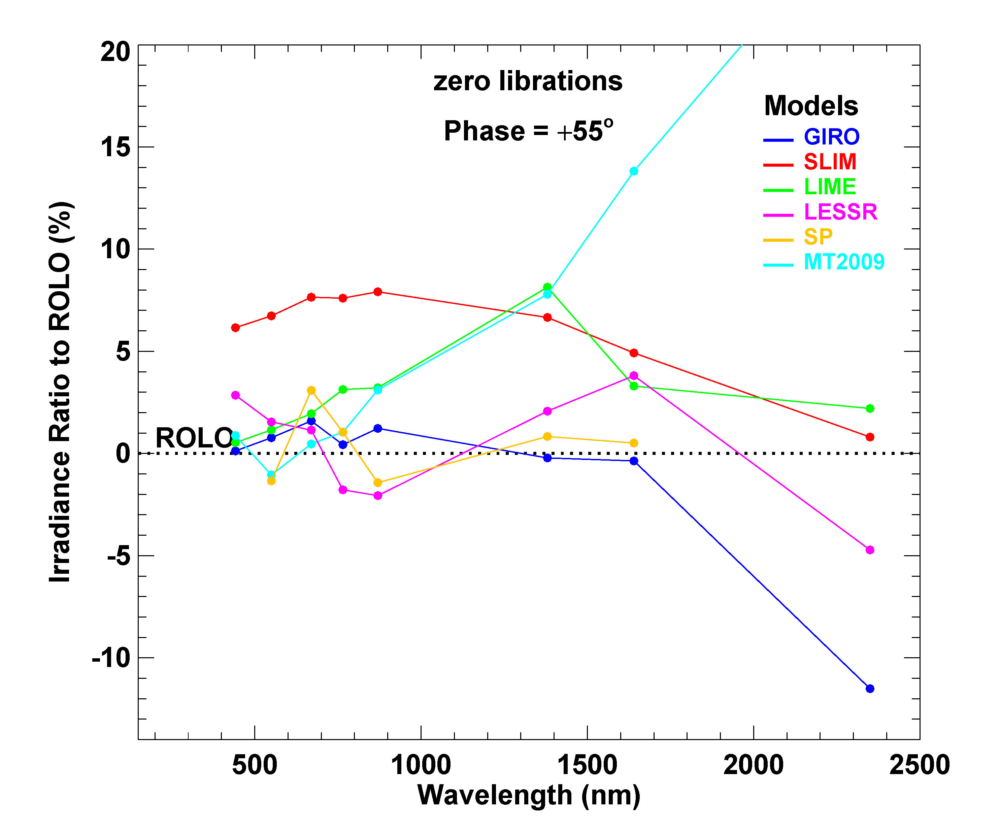 zero librations
Phase = +55°
Models
GIRO
SLIM
LIME
LESSR
SP
MT2009
Irradiance Ratio to ROLO (%)
20
15
10
5
0
-5
-10
ROLO
500 1000 1500 2000 2500
Wavelength (nm)